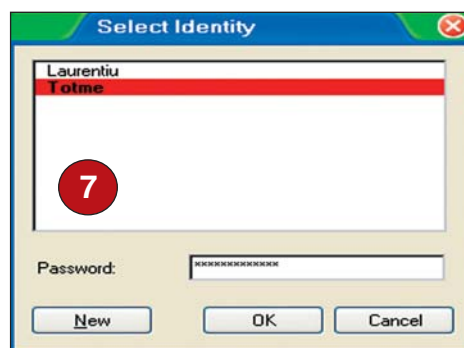 Select Identity
Laurentiu
Totme
7
Password: *************
New OK Cancel